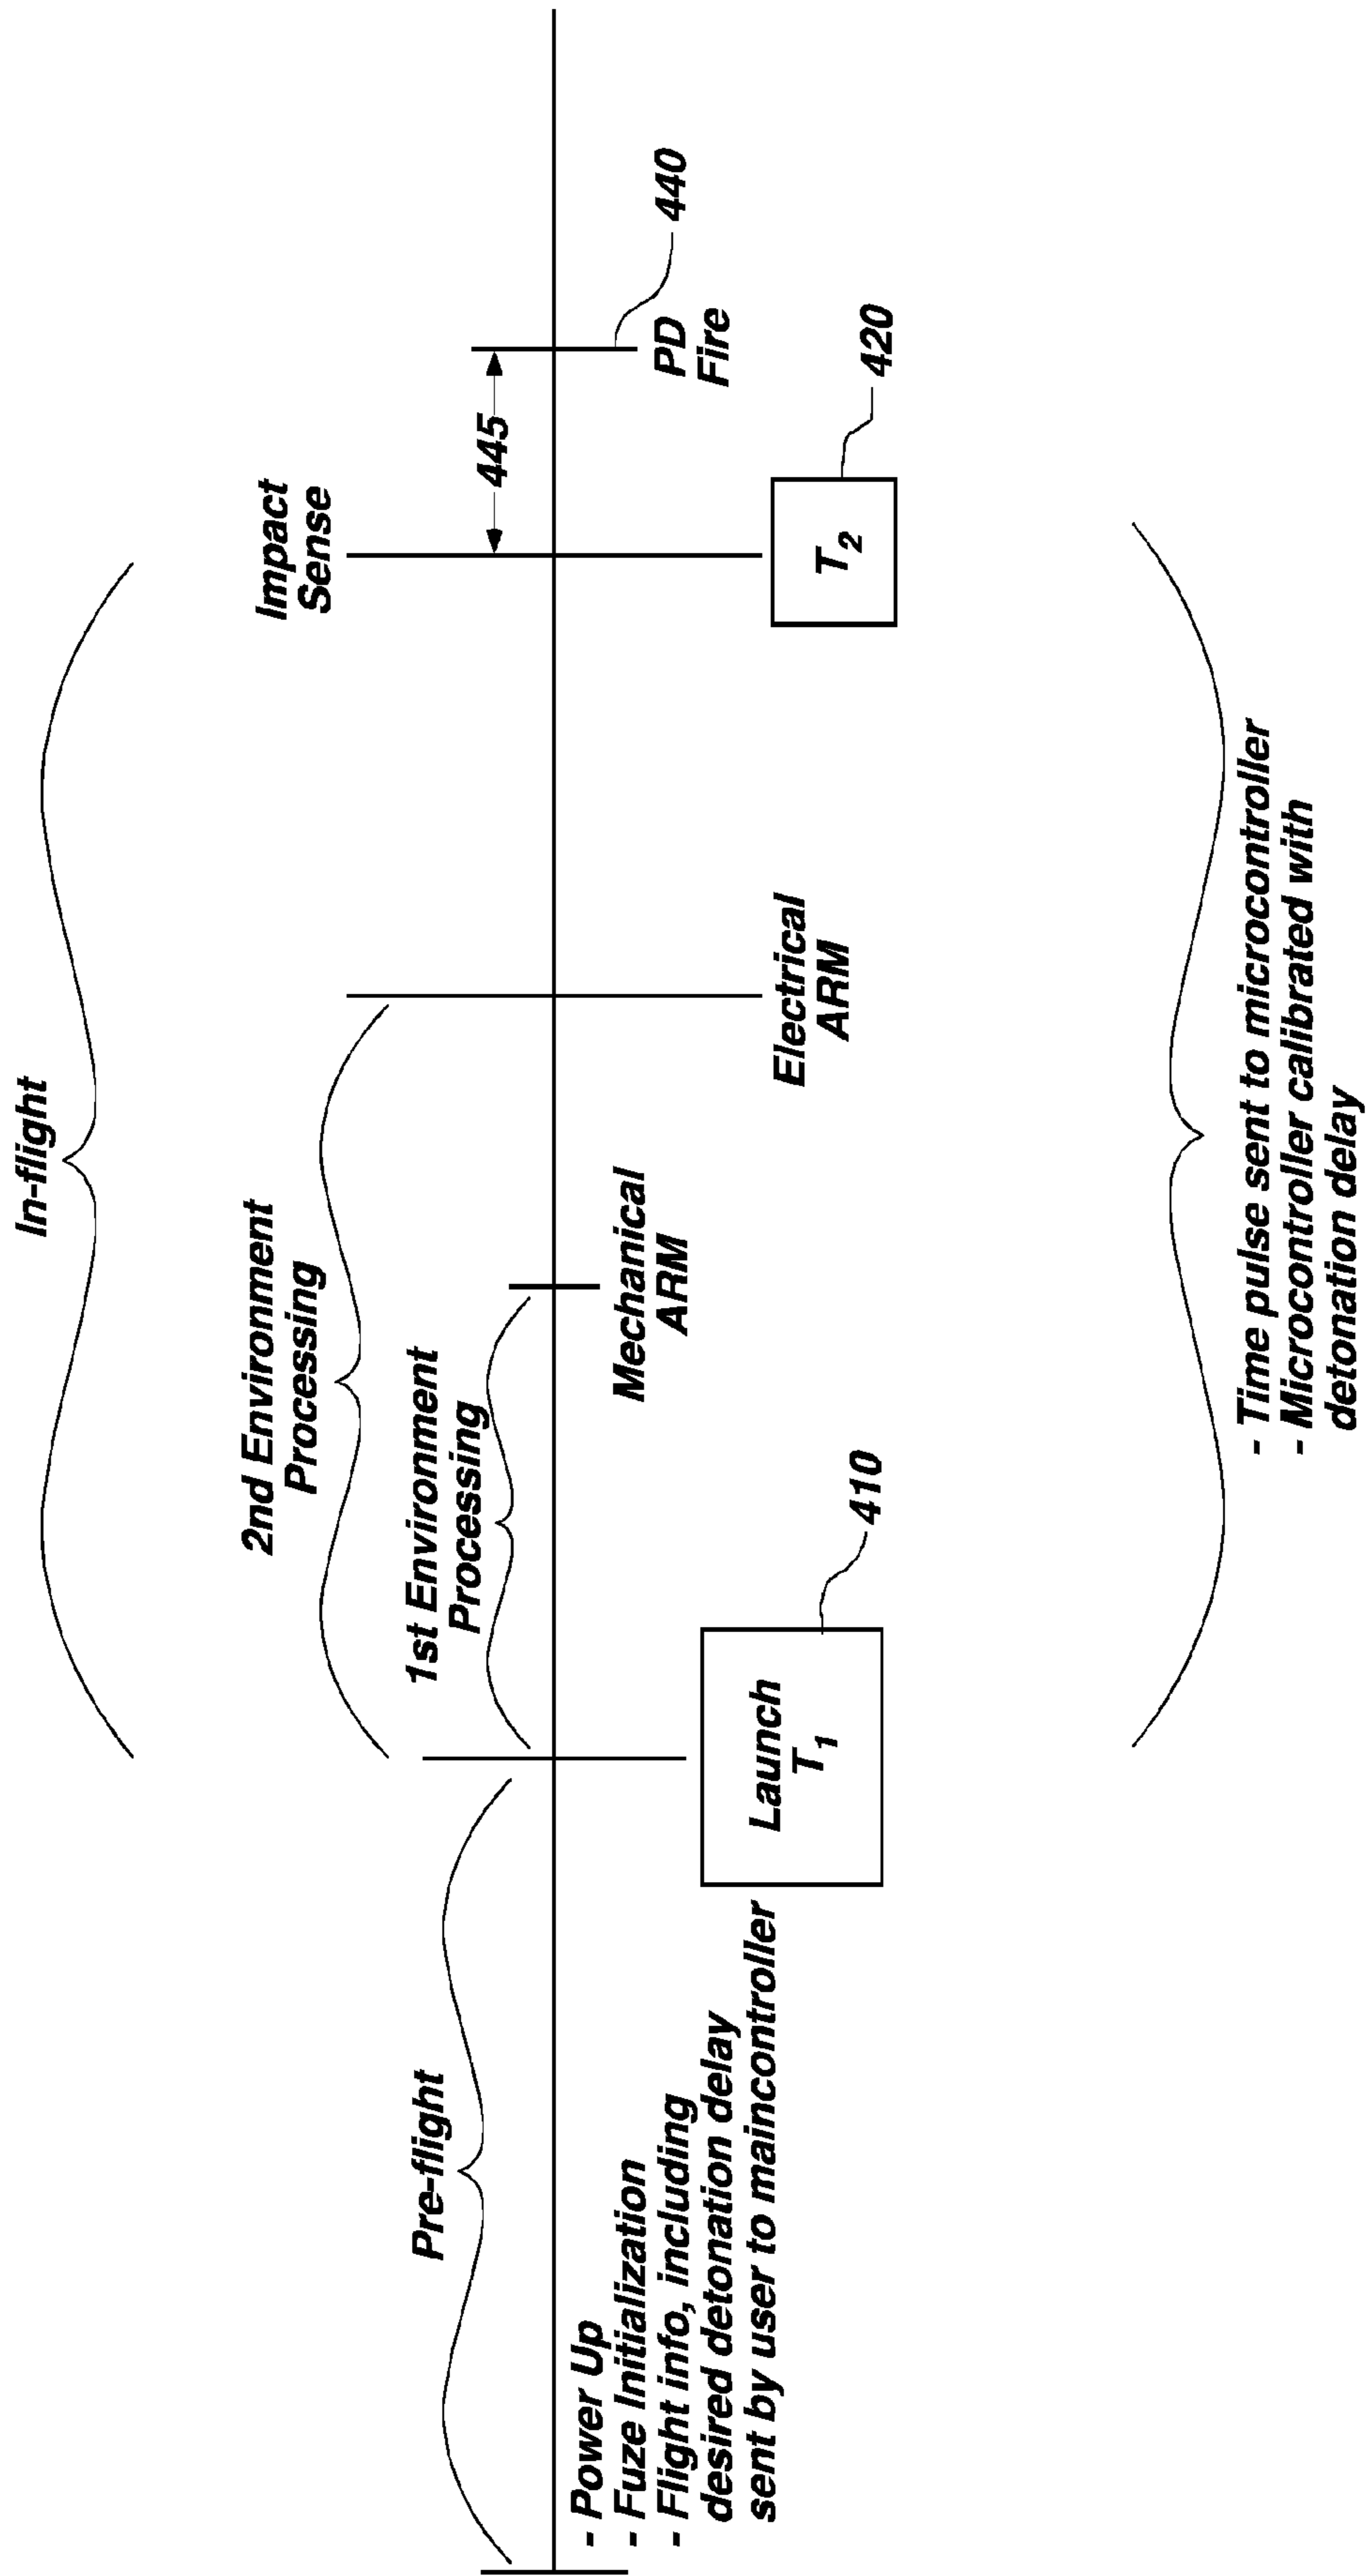 In-flight
2nd Environment
Processing
Impact
Sense
Pre-flight
1st Environment
Processing
445
- Power Up
- Fuze Initialization
- Flight info, including
desired detonation delay
sent by user to maincontroller
Mechanical
ARM
PD
Fire
440
Launch
T1
410
Electrical
ARM
T2
420
- Time pulse sent to microcontroller
- Microcontroller calibrated with
detonation delay